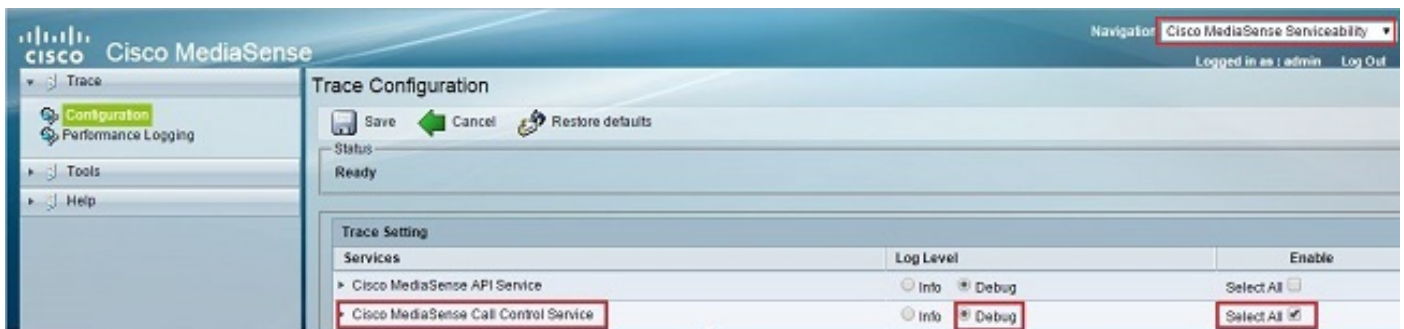 Navigation Cisco MediaSense Serviceability
cisco Cisco MediaSense
Logged in as : admin Log Out
Trace
Trace Configuration
Configuration
Performance Logging
Save Cancel Restore defaults
Status
Ready
Tools
Help
Trace Setting
Services Log Level Enable
Cisco MediaSense API Service Info Debug Select All
Cisco MediaSense Call Control Service Info Debug Select All